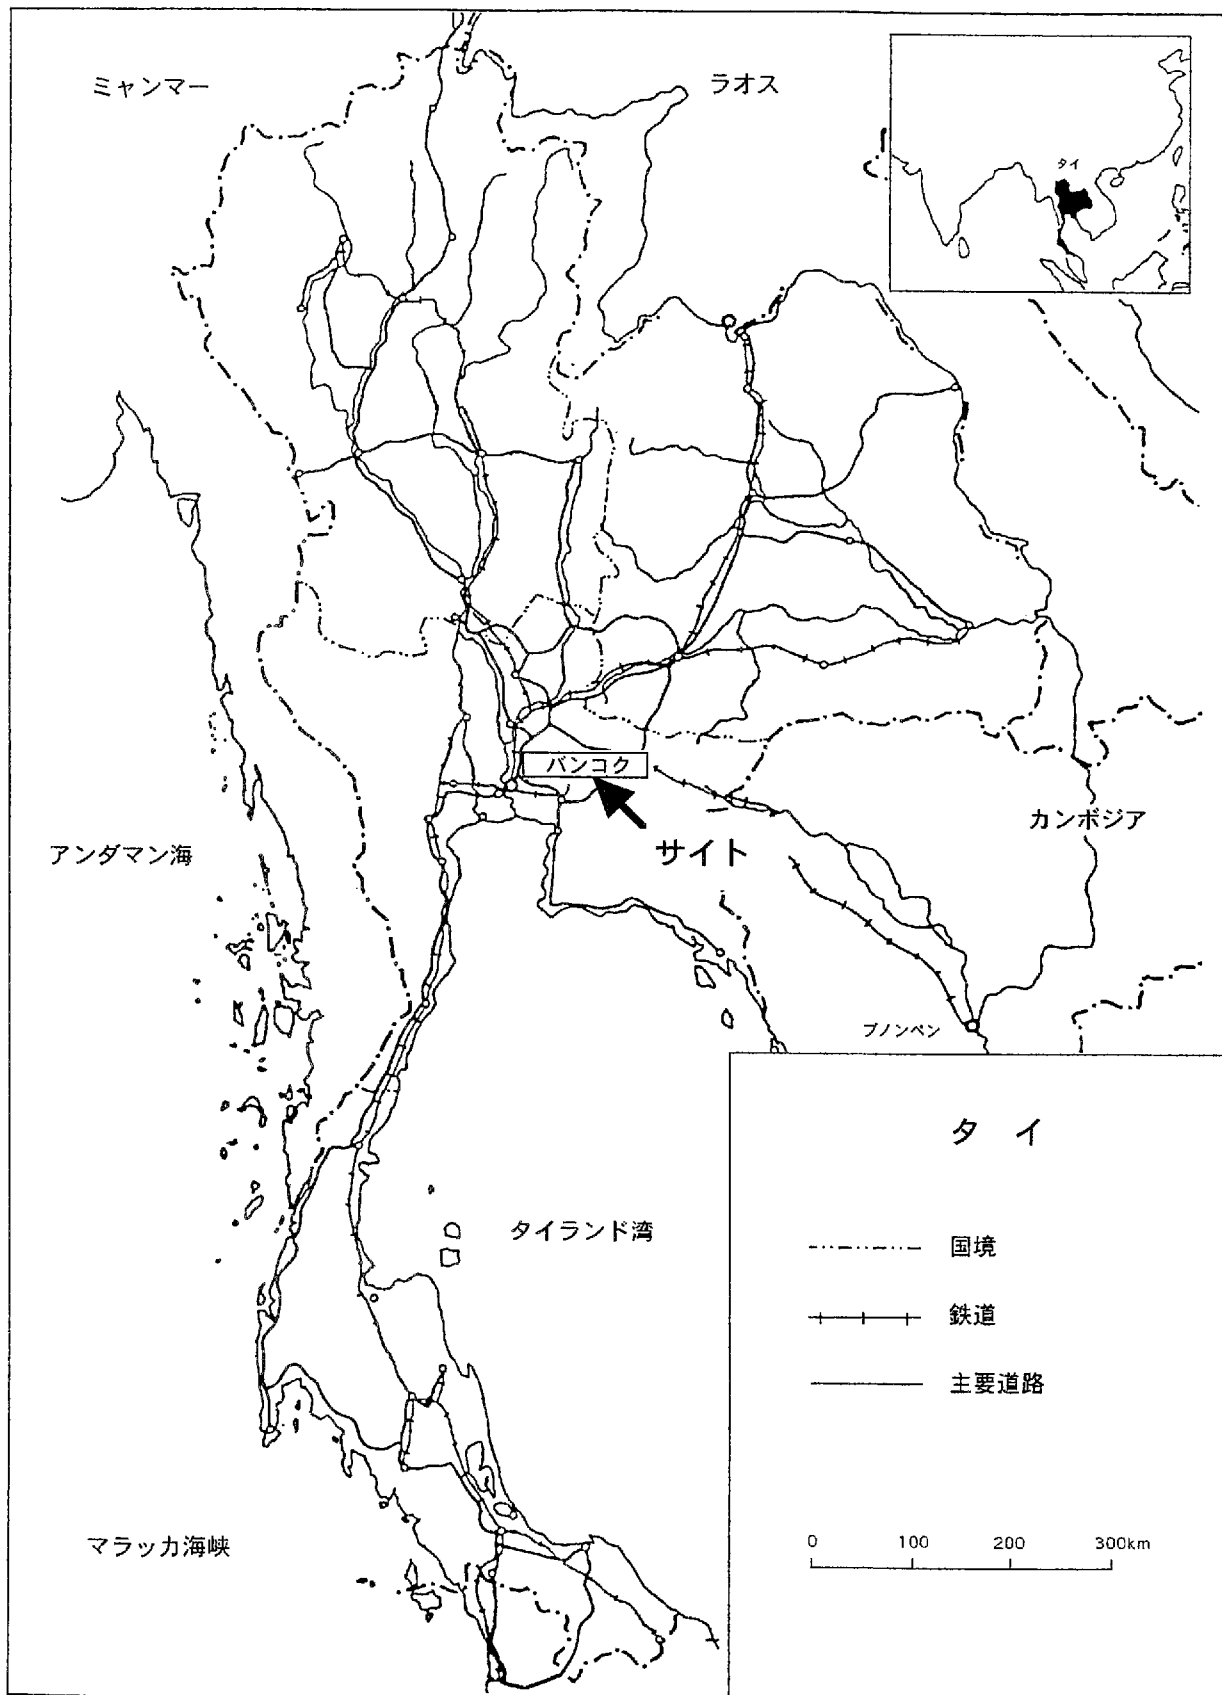 ミャンマー
ラオス
タイ
バンコク
サイト
カンボジア
アンダマン海
プノンペン
タイ
タイランド湾
国境
鉄道
主要道路
マラッカ海峡
0 100 200 300km